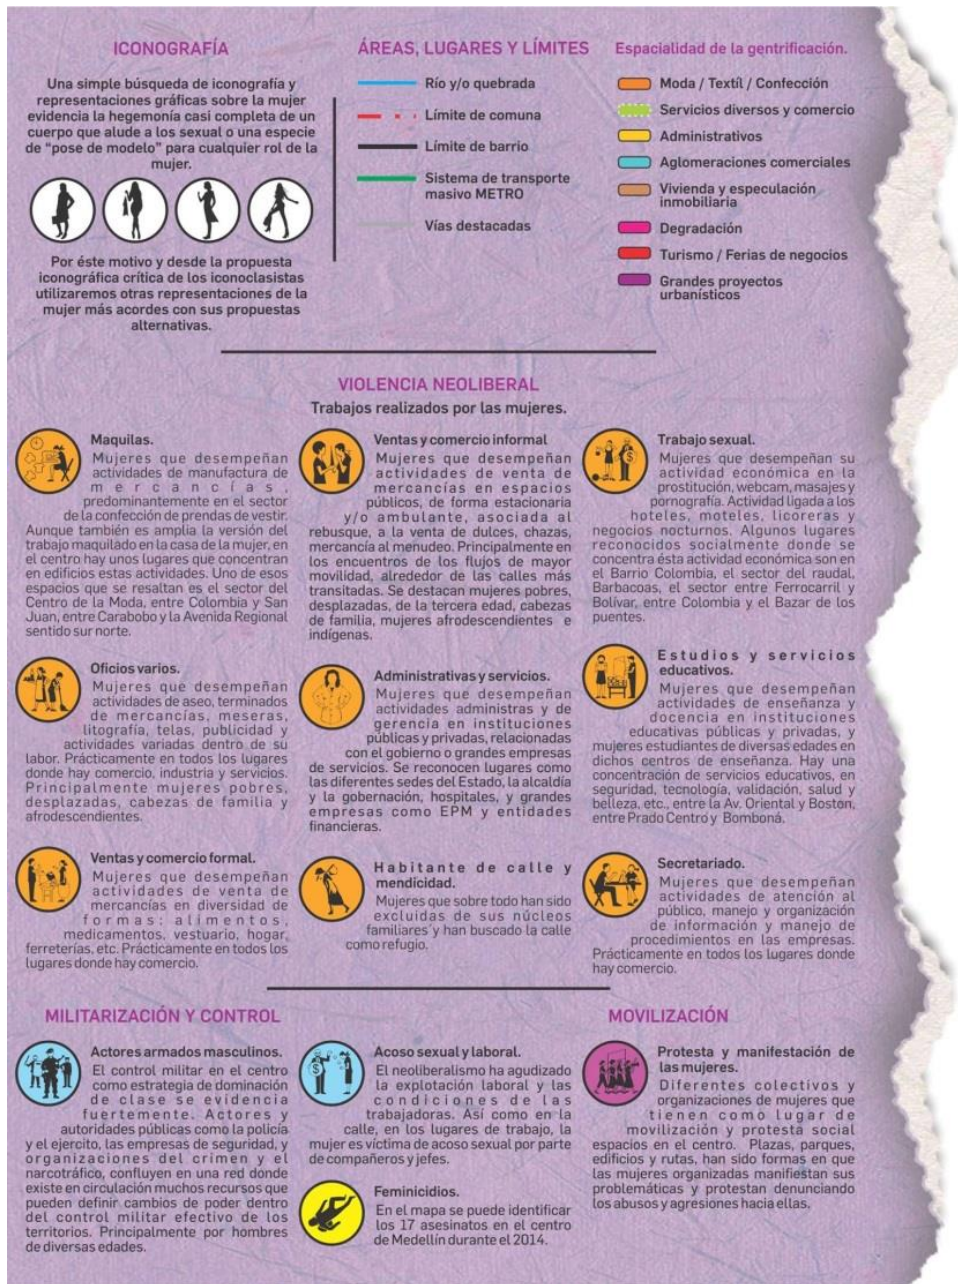 ICONOGRAFÍA
Una simple búsqueda de iconografía y
representaciones gráficas sobre la mujer
evidencia la hegemonía casi completa de un
cuerpo que alude a los sexual o una especie
de “pose de modelo” para cualquier rol de la
mujer.
Por éste motivo y desde la propuesta
iconográfica crítica de los iconoclasistas
utilizaremos otras representaciones de la
mujer más acordes con sus propuestas
alternativas.
ÁREAS, LUGARES Y LÍMITES
Río y/o quebrada
Límite de comuna
Límite de barrio
Sistema de transporte
masivo METRO
Vías destacadas
Espacialidad de la gentrificación.
Moda / Textíl / Confección
Servicios diversos y comercio
Administrativos
Aglomeraciones comerciales
Vivienda y especulación
inmobiliaria
Degradación
Turismo / Ferias de negocios
Grandes proyectos
urbanísticos
VIOLENCIA NEOLIBERAL
Trabajos realizados por las mujeres.
Maquilas.
Mujeres que desempeñan
actividades de manufactura de
mercancías,
predominantemente en el sector
de la confección de prendas de vestir.
Aunque también es amplia la versión del
trabajo maquilado en la casa de la mujer, en
el centro hay unos lugares que concentran
en edificios estas actividades. Uno de esos
espacios que se resaltan es el sector del
Centro de la Moda, entre Colombia y San
Juan, entre Carabobo y la Avenida Regional
sentido sur norte.
Ventas y comercio informal
Mujeres que desempeñan
actividades de venta de
mercancías en espacios
públicos, de forma estacionaria
y/o ambulante, asociada al
rebusque, a la venta de dulces, chazas,
mercancía al menudeo. Principalmente en
los encuentros de los flujos de mayor
movilidad, alrededor de las calles más
transitadas. Se destacan mujeres pobres,
desplazadas, de la tercera edad, cabezas
de familia, mujeres afrodescendientes e
indígenas.
Trabajo sexual.
Mujeres que desempeñan su
actividad económica en la
prostitución, webcam, masajes y
pornografía. Actividad ligada a los
hoteles, moteles, licoreras y
negocios nocturnos. Algunos lugares
reconocidos socialmente donde se
concentra ésta actividad económica son en
el Barrio Colombia, el sector del raudal,
Barbacoas, el sector entre Ferrocarril y
Bolívar, entre Colombia y el Bazar de los
puentes.
Oficios varios.
Mujeres que desempeñan
actividades de aseo, terminados
de mercancías, meseras,
litografía, telas, publicidad y
actividades variadas dentro de su
labor. Prácticamente en todos los lugares
donde hay comercio, industria y servicios.
Principalmente mujeres pobres,
desplazadas, cabezas de familia y
afrodescendientes.
Administrativas y servicios.
Mujeres que desempeñan
actividades administras y de
gerencia en instituciones
públicas y privadas, relacionadas
con el gobierno o grandes empresas
de servicios. Se reconocen lugares como
las diferentes sedes del Estado, la alcaldía
y la gobernación, hospitales, y grandes
empresas como EPM y entidades
financieras.
Estudios y servicios
educativos.
Mujeres que desempeñan
actividades de enseñanza y
docencia en instituciones
educativas públicas y privadas, y
mujeres estudiantes de diversas edades en
dichos centros de enseñanza. Hay una
concentración de servicios educativos, en
seguridad, tecnología, validación, salud y
belleza, etc., entre la Av. Oriental y Boston,
entre Prado Centro y Bomboná.
Ventas y comercio formal.
Mujeres que desempeñan
actividades de venta de
mercancías en diversidad de
formas: alimentos,
medicamentos, vestuario, hogar,
ferreterías, etc. Prácticamente en todos los
lugares donde hay comercio.
Habitante de calle y
mendicidad.
Mujeres que sobre todo han sido
excluidas de sus núcleos
familiares y han buscado la calle
como refugio.
Secretariado.
Mujeres que desempeñan
actividades de atención al
público, manejo y organización
de información y manejo de
procedimientos en las empresas.
Prácticamente en todos los lugares donde
hay comercio.
MILITARIZACIÓN Y CONTROL
Actores armados masculinos.
El control militar en el centro
como estrategia de dominación
de clase se evidencia
fuertemente. Actores y
autoridades públicas como la policía
y el ejercito, las empresas de seguridad, y
organizaciones del crimen y el
narcotráfico, confluyen en una red donde
existe en circulación muchos recursos que
pueden definir cambios de poder dentro
del control militar efectivo de los
territorios. Principalmente por hombres
de diversas edades.
Acoso sexual y laboral.
El neoliberalismo ha agudizado
la explotación laboral y las
condiciones de las
trabajadoras. Así como en la
calle, en los lugares de trabajo, la
mujer es víctima de acoso sexual por parte
de compañeros y jefes.
Feminicidios.
En el mapa se puede identificar
los 17 asesinatos en el centro
de Medellín durante el 2014.
MOVILIZACIÓN
Protesta y manifestación de
las mujeres.
Diferentes colectivos y
organizaciones de mujeres que
tienen como lugar de
movilización y protesta social
espacios en el centro. Plazas, parques,
edificios y rutas, han sido formas en que
las mujeres organizadas manifiestan sus
problemáticas y protestan denunciando
los abusos y agresiones hacia ellas.